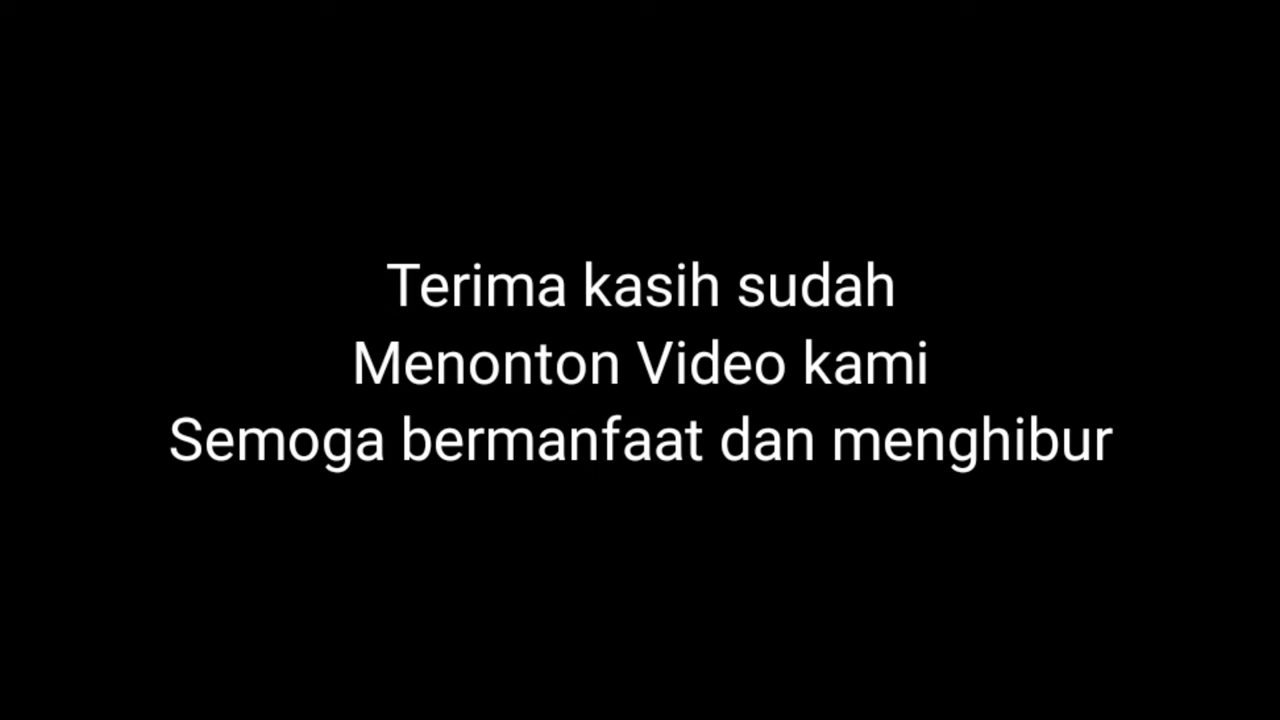 Terima kasih sudah
Menonton Video kami
Semoga bermanfaat dan menghibur